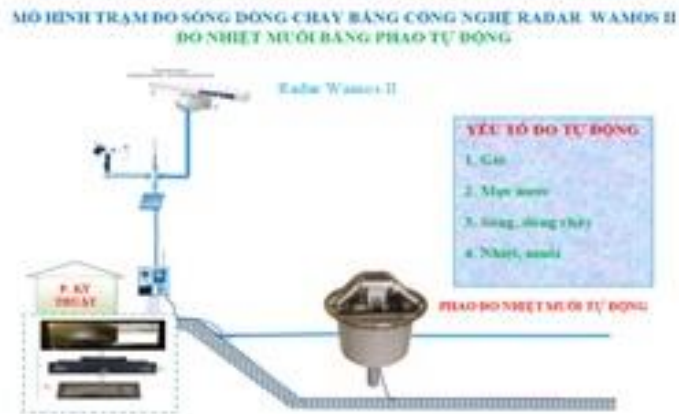 MÔ HÌNH TRẠM ĐO SÓNG DÒNG CHẢY BẰNG CÔNG NGHỆ RADAR WAMOS II
ĐO NHIỆT MUỐI BẰNG PHAO TỰ ĐỘNG
Radar Wamos II
YẾU TỐ ĐO TỰ ĐỘNG
1. Gió
2. Mực nước
3. Sóng, dòng chảy
4. Nhiệt, muối
P. KỸ
THUẬT
PHAO ĐO NHIỆT MUỐI TỰ ĐỘNG